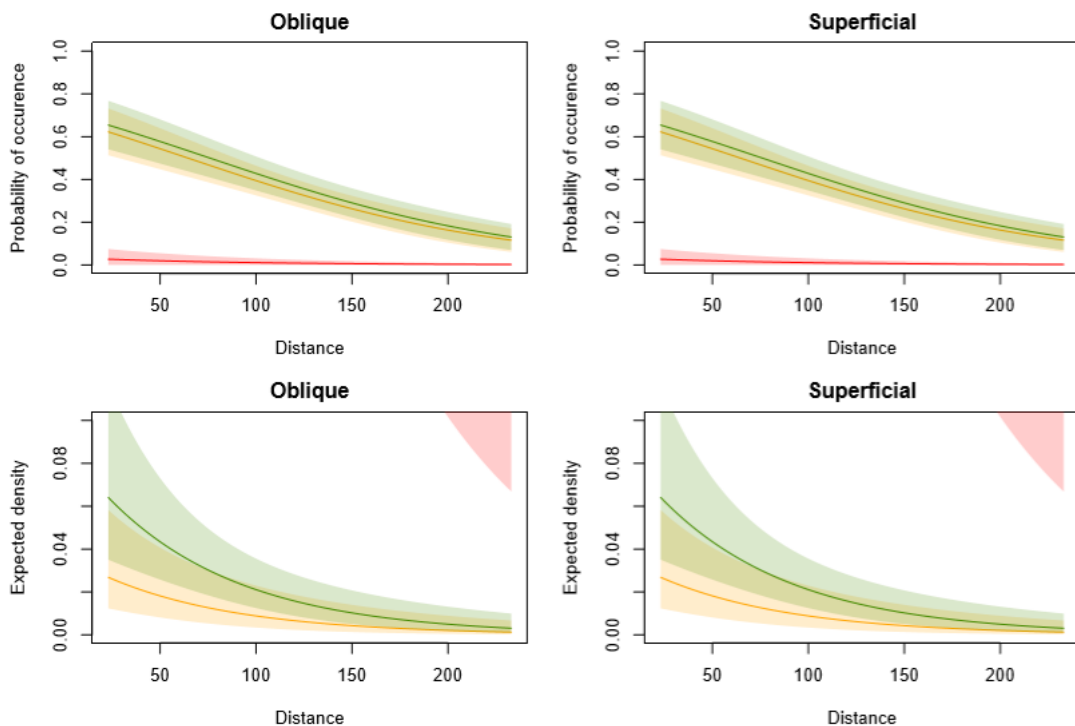 Oblique
Superficial
Probability of occurence
1.0
0.8
0.6
0.4
0.2
0.0
50 100 150 200
Distance
Probability of occurence
1.0
0.8
0.6
0.4
0.2
0.0
50 100 150 200
Distance
Oblique
Superficial
Expected density
0.08
0.04
0.00
50 100 150 200
Distance
Expected density
0.08
0.04
0.00
50 100 150 200
Distance